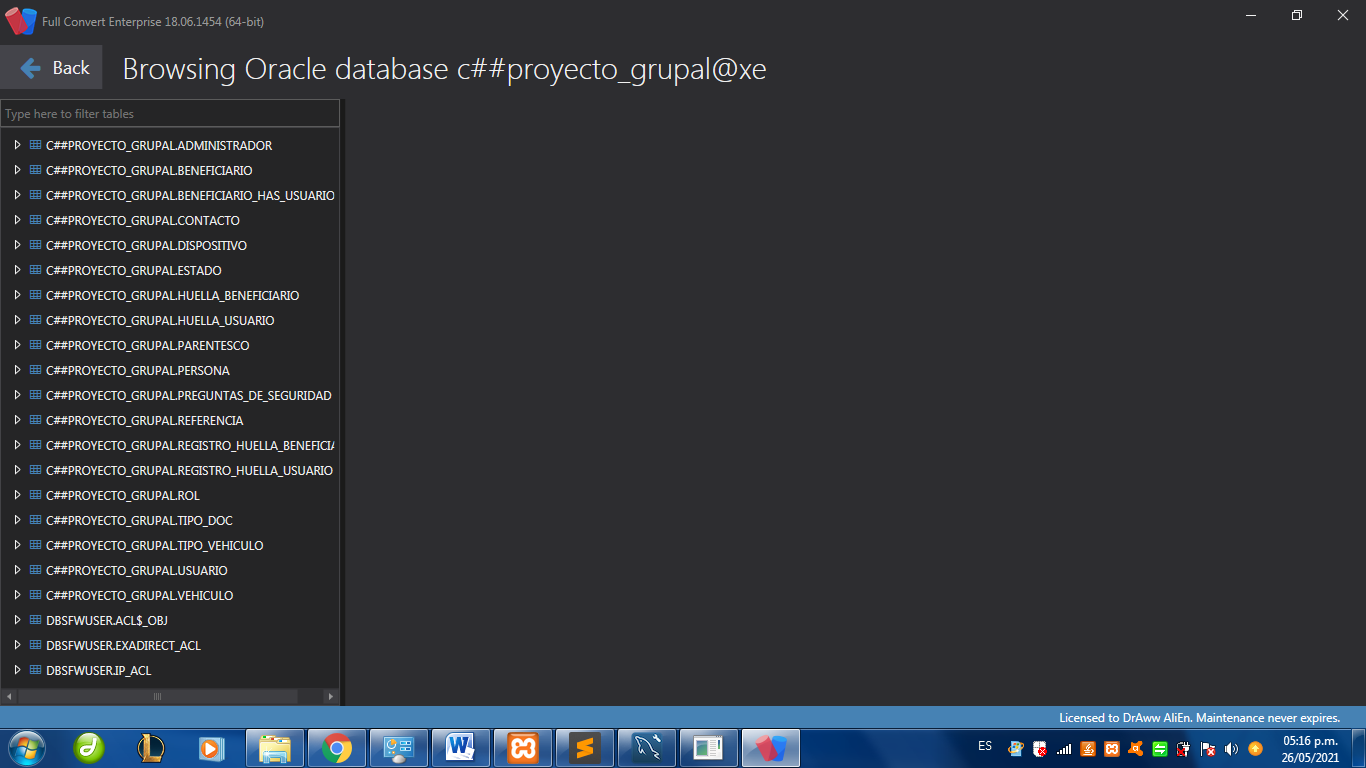 Full Convert Enterprise 18.06.1454 (64-bit)
Back
Browsing Oracle database c##proyecto_grupal@xe
Type here to filter tables
C##PROYECTO_GRUPAL.ADMINISTRADOR
C##PROYECTO_GRUPAL.BENEFICIARIO
C##PROYECTO_GRUPAL.BENEFICIARIO_HAS_USUARIO
C##PROYECTO_GRUPAL.CONTACTO
C##PROYECTO_GRUPAL.DISPOSITIVO
C##PROYECTO_GRUPAL.ESTADO
C##PROYECTO_GRUPAL.HUELLA_BENEFICIARIO
C##PROYECTO_GRUPAL.HUELLA_USUARIO
C##PROYECTO_GRUPAL.PARENTESCO
C##PROYECTO_GRUPAL.PERSONA
C##PROYECTO_GRUPAL.PREGUNTAS_DE_SEGURIDAD
C##PROYECTO_GRUPAL.REFERENCIA
C##PROYECTO_GRUPAL.REGISTRO_HUELLA_BENEFICIA
C##PROYECTO_GRUPAL.REGISTRO_HUELLA_USUARIO
C##PROYECTO_GRUPAL.ROL
C##PROYECTO_GRUPAL.TIPO_DOC
C##PROYECTO_GRUPAL.TIPO_VEHICULO
C##PROYECTO_GRUPAL.USUARIO
C##PROYECTO_GRUPAL.VEHICULO
DBSFWUSER.ACL$_OBJ
DBSFWUSER.EXADIRECT_ACL
DBSFWUSER.IP_ACL
Licensed to DrAww AliEn. Maintenance never expires.
ES
05:16 p.m.
26/05/2021